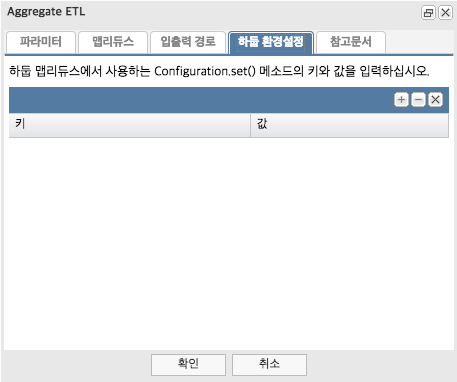 Aggregate ETL
파라미터 맵리듀스 입출력 경로 하둡 환경설정 참고문서
하둡 맵리듀스에서 사용하는 Configuration.set() 메소드의 키와 값을 입력하십시오.
키 값
확인 취소